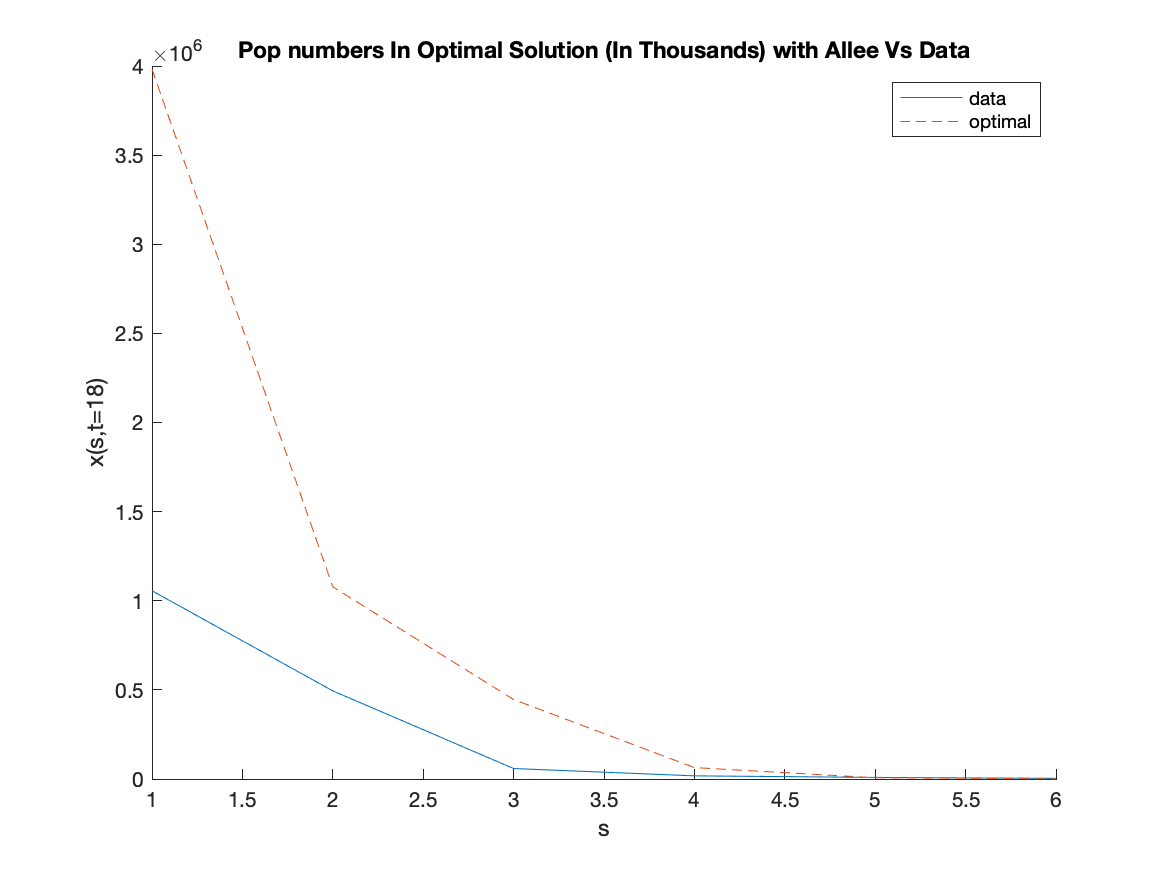 Pop numbers In Optimal Solution (In Thousands) with Allee Vs Data
×10⁶
4
3.5
3
2.5
2
1.5
1
0.5
0
x(s,t=18)
data
optimal
1 1.5 2 2.5 3 3.5 4 4.5 5 5.5 6
s